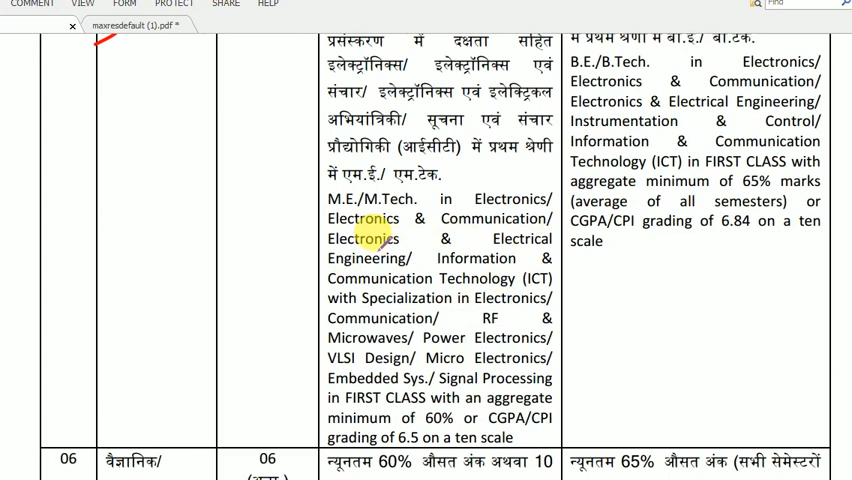 COMMENT VIEW FORM PROTECT SHARE HELP
Find
x maxresdefault (1).pdf *
प्रसंस्करण में दक्षता सहित
इलेक्ट्रॉनिक्स/ इलेक्ट्रॉनिक्स एवं
संचार/ इलेक्ट्रॉनिक्स एवं इलेक्ट्रिकल
अभियांत्रिकी/ सूचना एवं संचार
प्रौद्योगिकी (आईसीटी) में प्रथम श्रेणी
में एम.ई./ एम.टेक.
M.E./M.Tech. in Electronics/
Electronics & Communication/
Electronics & Electrical
Engineering/ Information &
Communication Technology (ICT)
with Specialization in Electronics/
Communication/ RF &
Microwaves/ Power Electronics/
VLSI Design/ Micro Electronics/
Embedded Sys./ Signal Processing
in FIRST CLASS with an aggregate
minimum of 60% or CGPA/CPI
grading of 6.5 on a ten scale
में प्रथम श्रेणी में बी.ई./ बी.टेक.
B.E./B.Tech. in Electronics/
Electronics & Communication/
Electronics & Electrical Engineering/
Instrumentation & Control/
Information & Communication
Technology (ICT) in FIRST CLASS with
aggregate minimum of 65% marks
(average of all semesters) or
CGPA/CPI grading of 6.84 on a ten
scale
06
वैज्ञानिक/
06
न्यूनतम 60% औसत अंक अथवा 10
न्यूनतम 65% औसत अंक (सभी सेमेस्टरों